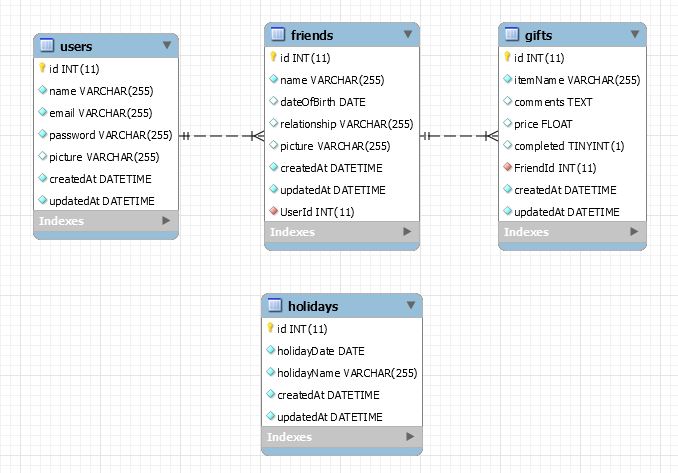 users
id INT(11)
name VARCHAR(255)
email VARCHAR(255)
password VARCHAR(255)
picture VARCHAR(255)
createdAt DATETIME
updatedAt DATETIME
Indexes
friends
id INT(11)
name VARCHAR(255)
dateOfBirth DATE
relationship VARCHAR(255)
picture VARCHAR(255)
createdAt DATETIME
updatedAt DATETIME
UserId INT(11)
Indexes
gifts
id INT(11)
itemName VARCHAR(255)
comments TEXT
price FLOAT
completed TINYINT(1)
FriendId INT(11)
createdAt DATETIME
updatedAt DATETIME
Indexes
holidays
id INT(11)
holidayDate DATE
holidayName VARCHAR(255)
createdAt DATETIME
updatedAt DATETIME
Indexes